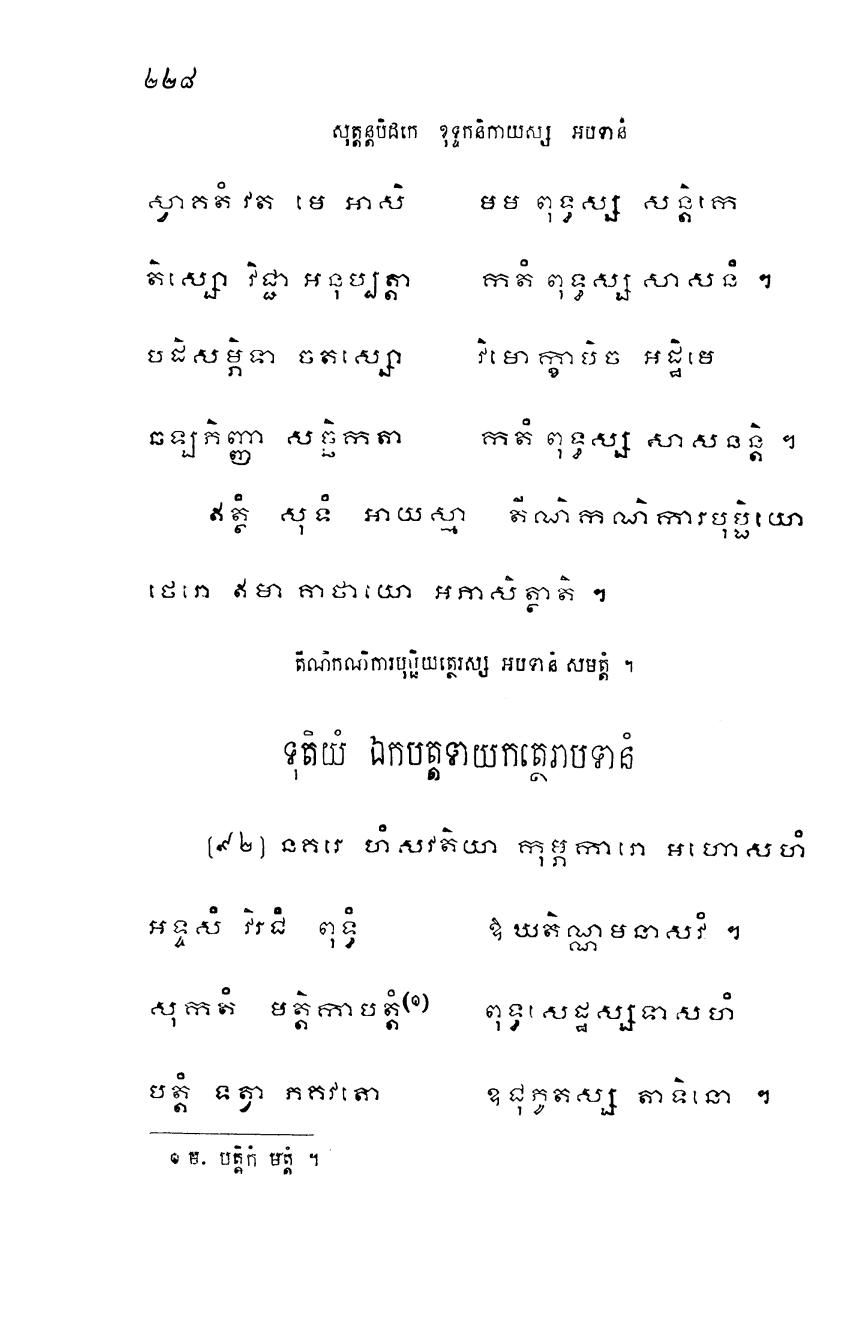 ២២៨
សុត្តន្តបិដកេ ខុទ្ទកនិកាយស្ស អបទានំ
ស្វាគតំ វត មេ អាសិ មម ពុទ្ធស្ស សន្តិកេ
តិស្សោ វិជ្ជា អនុប្បត្តា កតំ ពុទ្ធស្ស សាសនំ ។
បដិសម្ភិទា ចតស្សោ វិមោក្ខាបិច អដ្ឋិមេ
ឆឡភិញ្ញា សច្ឆិកតា កតំ ពុទ្ធស្ស សាសនន្តិ ។
ឥត្ថំ សុទំ អាយស្មា តីណិកណិការបុប្ផិយោ
ថេរោ ឥមា គាថាយោ អភាសិត្ថាតិ ។
តីណិកណិការបុប្ផិយត្ថេរស្ស អបទានំ សមត្តំ ។
ទុតិយំ ឯកបត្តទាយកត្ថេរាបទានំ
(៩២) នគរេ ហំសវតិយា កុម្ភការោ អហោសហំ
អទ្ទសំ វិរជំ ពុទ្ធំ ឱឃតិណ្ណមនាសវំ ។
សុកតំ មត្តិកាបត្តំ(១) ពុទ្ធសេដ្ឋស្សទាសហំ
បត្តំ ទត្វា ភគវតោ ឧជុភូតស្ស តាទិនោ ។
១ ម. បត្តិកំ មត្តំ ។